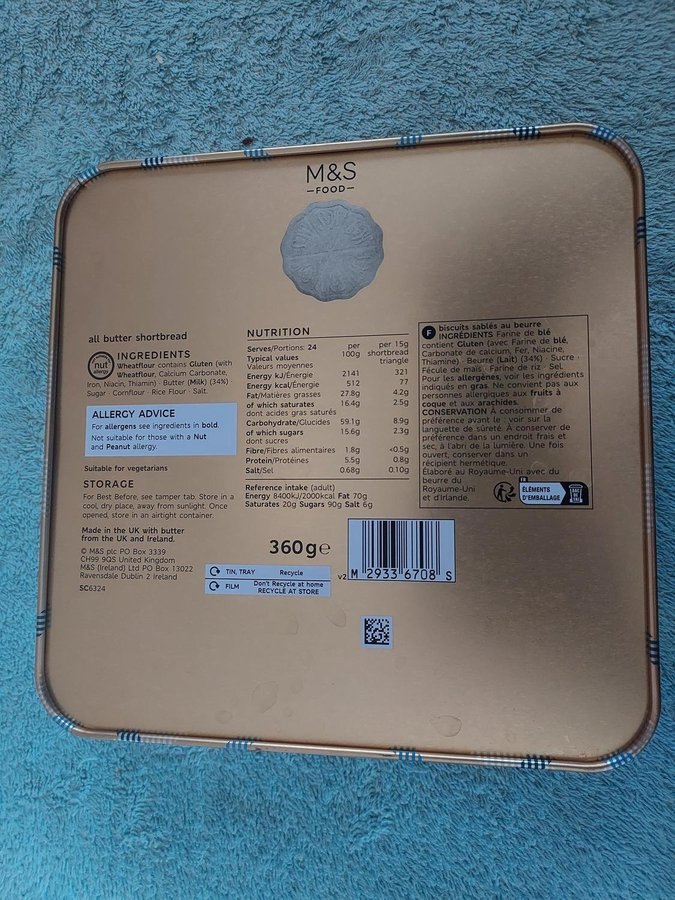 M&S
—FOOD—
all butter shortbread
nut allergy
INGREDIENTS
Wheatflour contains Gluten (with
Wheatflour, Calcium Carbonate,
Iron, Niacin, Thiamin) · Butter (Milk) (34%) ·
Sugar · Cornflour · Rice Flour · Salt.
ALLERGY ADVICE
For allergens see ingredients in bold.
Not suitable for those with a Nut
and Peanut allergy.
Suitable for vegetarians
STORAGE
For Best Before, see tamper tab. Store in a
cool, dry place, away from sunlight. Once
opened, store in an airtight container.
Made in the UK with butter
from the UK and Ireland.
© M&S plc PO Box 3339
CH99 9QS United Kingdom
M&S (Ireland) Ltd PO Box 13022
Ravensdale Dublin 2 Ireland
SC6324
NUTRITION
Serves/Portions: 24 per per 15g
Typical values 100g shortbread
Valeurs moyennes triangle
Energy kJ/Énergie 2141 321
Energy kcal/Énergie 512 77
Fat/Matières grasses 27.8g 4.2g
of which saturates 16.4g 2.5g
dont acides gras saturés
Carbohydrate/Glucides 59.1g 8.9g
of which sugars 15.6g 2.3g
dont sucres
Fibre/Fibres alimentaires 1.8g <0.5g
Protein/Protéines 5.5g 0.8g
Salt/Sel 0.68g 0.10g
Reference intake (adult)
Energy 8400kJ/2000kcal Fat 70g
Saturates 20g Sugars 90g Salt 6g
360g℮
TIN, TRAY Recycle
FILM Don't Recycle at home
RECYCLE AT STORE
v2
M 2933 6708 S
F biscuits sablés au beurre
INGRÉDIENTS Farine de blé
contient Gluten (avec Farine de blé,
Carbonate de calcium, Fer, Niacine,
Thiamine) · Beurre (Lait) (34%) · Sucre ·
Fécule de maïs · Farine de riz · Sel.
Pour les allergènes, voir les ingrédients
indiqués en gras. Ne convient pas aux
personnes allergiques aux fruits à
coque et aux arachides.
CONSERVATION À consommer de
préférence avant le : voir sur la
languette de sûreté. À conserver de
préférence dans un endroit frais et
sec, à l'abri de la lumière. Une fois
ouvert, conserver dans un
récipient hermétique.
Élaboré au Royaume-Uni avec du
beurre du
Royaume-Uni
et d'Irlande.
FR
ÉLÉMENTS
D'EMBALLAGE